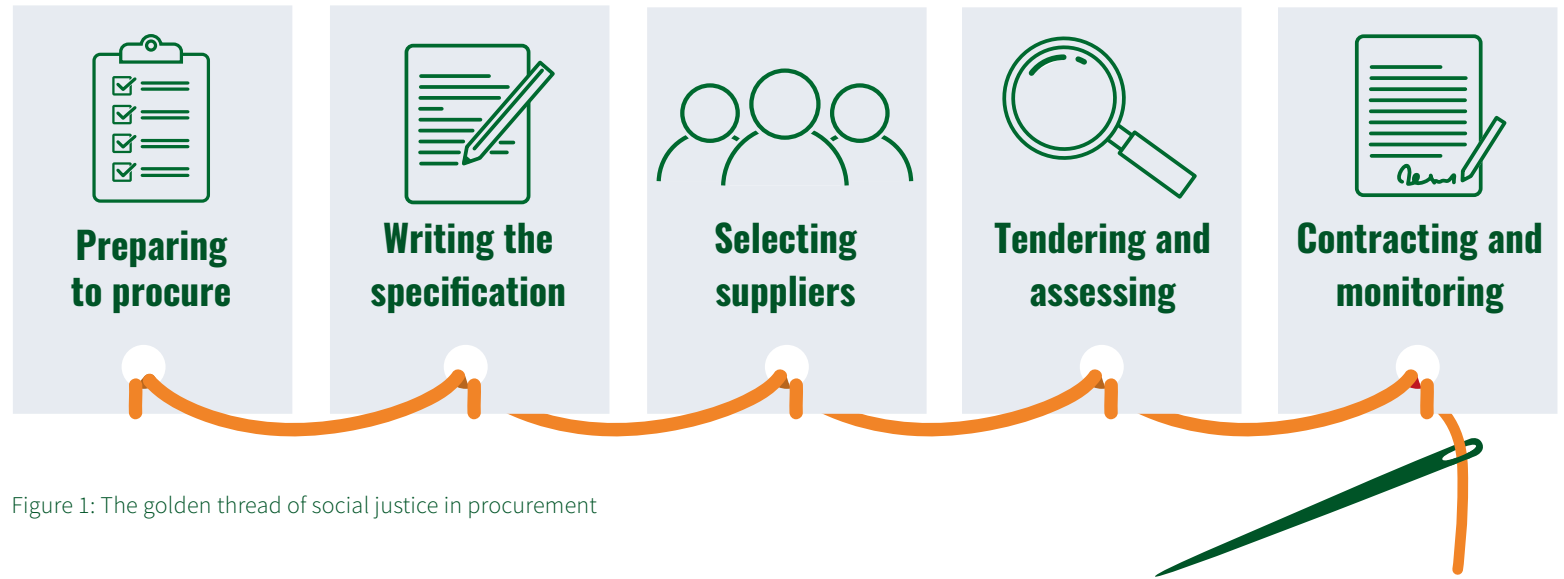 Preparing
to procure
Writing the
specification
Selecting
suppliers
Tendering and
assessing
Contracting and
monitoring
Figure 1: The golden thread of social justice in procurement